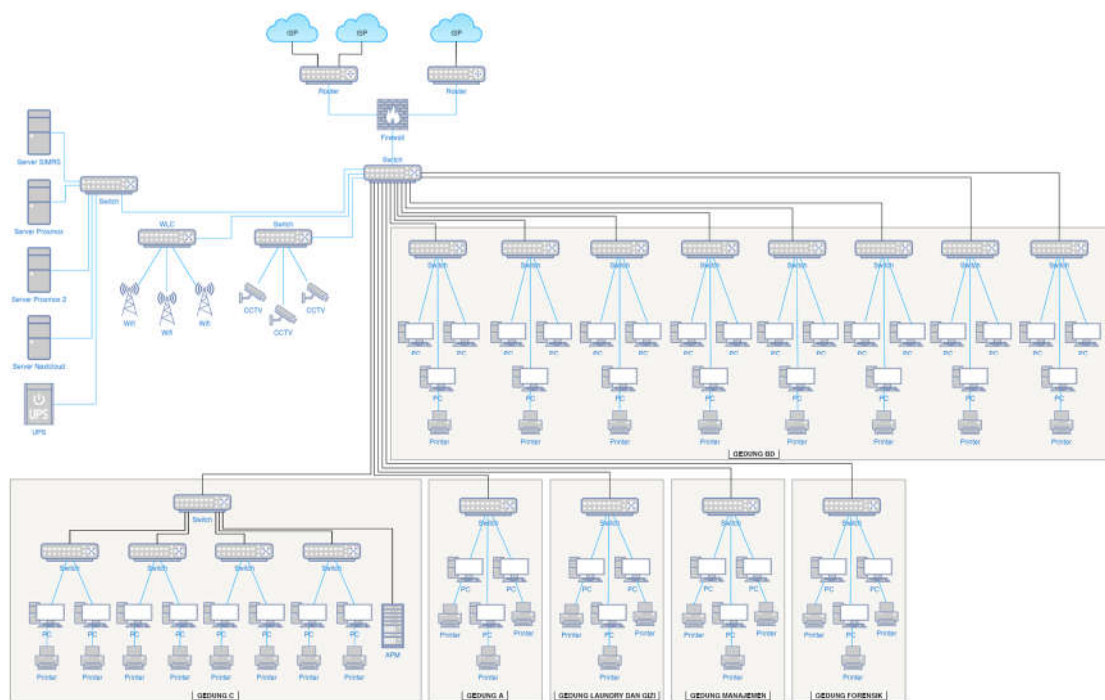 ISP ISP ISP
Router Router
Firewall
Switch
Server SIMRS
Switch
WLC Switch
Server Proxmox
Switch Switch Switch Switch Switch Switch Switch Switch
Server Proxmox 2
Wifi Wifi Wifi
CCTV CCTV CCTV
Server Nextcloud
PC PC PC PC PC PC PC PC PC PC PC PC PC PC PC PC
PC PC PC PC PC PC PC PC
UPS
UPS
Printer Printer Printer Printer Printer Printer Printer Printer
GEDUNG BD
Switch
Switch Switch Switch Switch
PC PC PC PC PC PC PC PC
APM
Printer Printer Printer Printer Printer Printer Printer Printer
GEDUNG C
Switch
PC PC
Printer PC Printer
Printer
GEDUNG A
Switch
PC PC
Printer PC Printer
Printer
GEDUNG LAUNDRY DAN GIZI
Switch
PC PC
Printer PC Printer
Printer
GEDUNG MANAJEMEN
Switch
PC PC
Printer PC Printer
Printer
GEDUNG FORENSIK